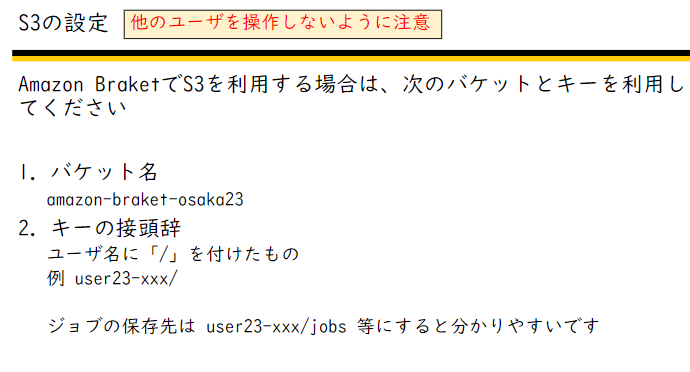 S3の設定
他のユーザを操作しないように注意
Amazon BraketでS3を利用する場合は、次のバケットとキーを利用し
てください
1. バケット名
amazon-braket-osaka23
2. キーの接頭辞
ユーザ名に「/」を付けたもの
例 user23-xxx/
ジョブの保存先は user23-xxx/jobs 等にすると分かりやすいです